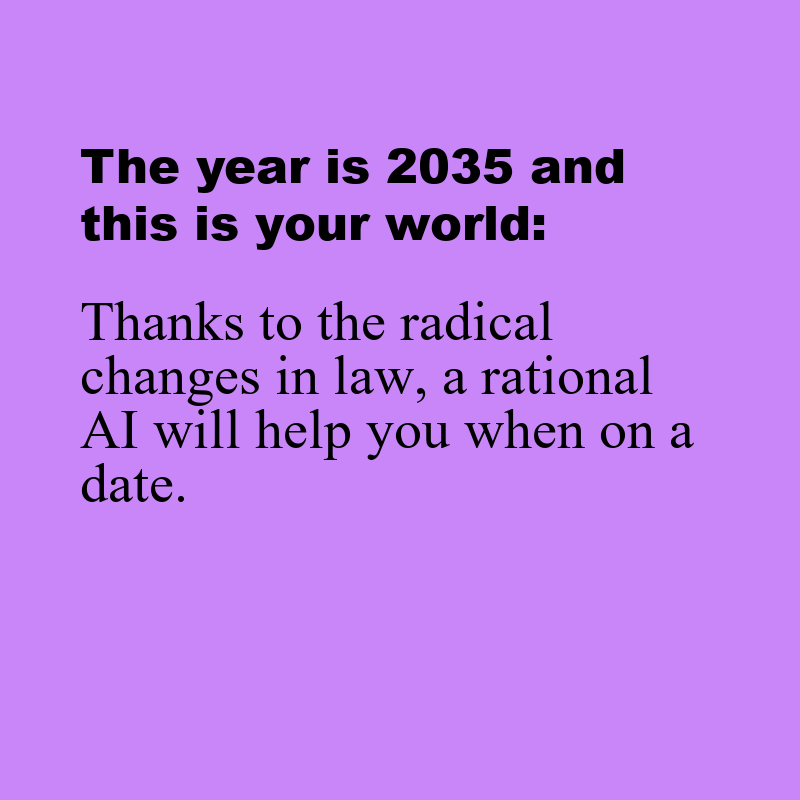 The year is 2035 and
this is your world:
Thanks to the radical
changes in law, a rational
AI will help you when on a
date.